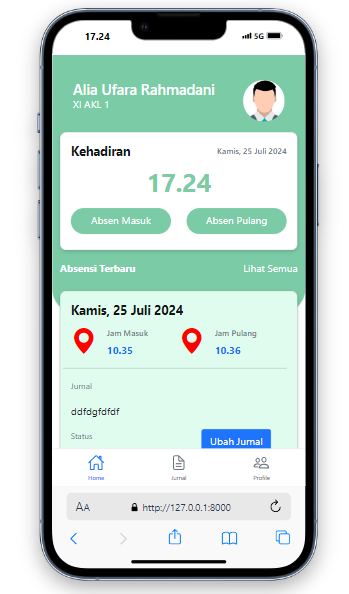 17.24
5G
Alia Ufara Rahmadani
XI AKL 1
Kehadiran
Kamis, 25 Juli 2024
17.24
Absen Masuk
Absen Pulang
Absensi Terbaru
Lihat Semua
Kamis, 25 Juli 2024
Jam Masuk
Jam Pulang
10.35
10.36
Jurnal
ddfdgfdfdf
Status
Ubah Jurnal
Home
Jurnal
Profile
AA
http://127.0.0.1:8000